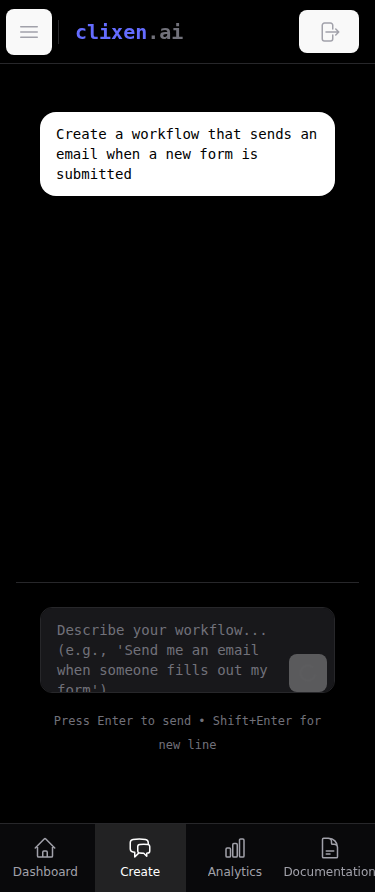 clixen.ai
Create a workflow that sends an
email when a new form is
submitted
Describe your workflow...
(e.g., 'Send me an email
when someone fills out my
form')
Press Enter to send • Shift+Enter for
new line
Dashboard
Create
Analytics
Documentation